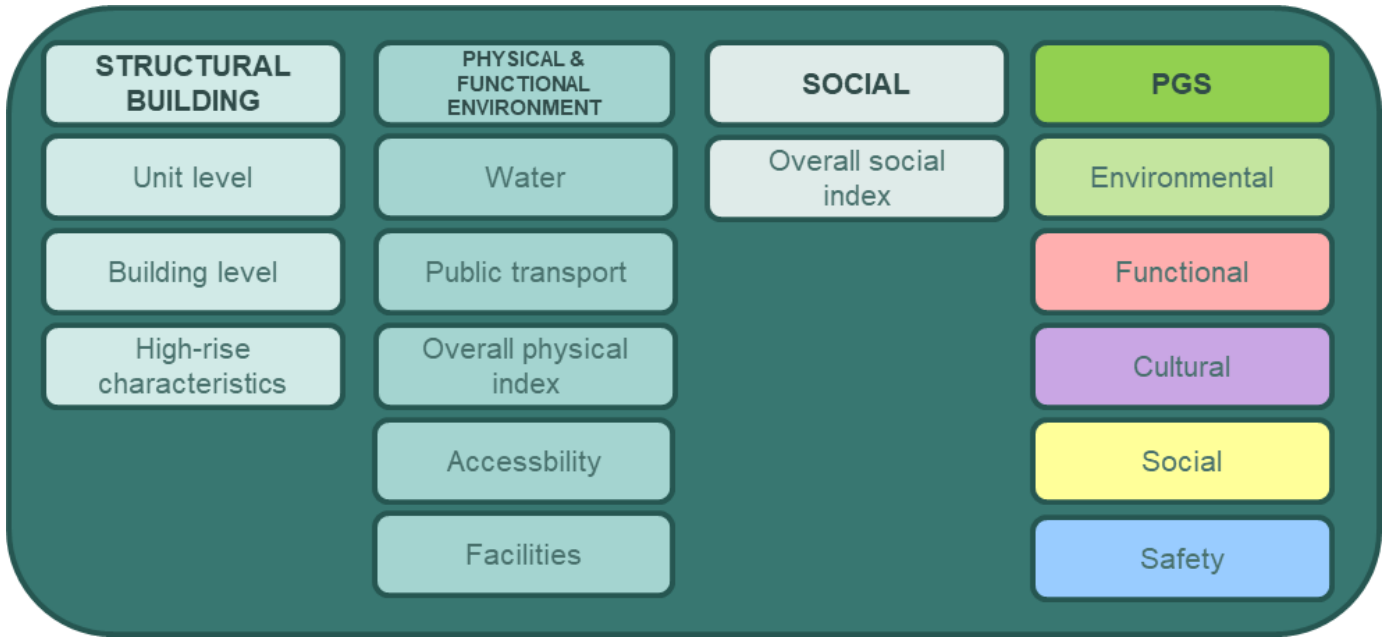 STRUCTURAL
BUILDING
Unit level
Building level
High-rise
characteristics
PHYSICAL &
FUNCTIONAL
ENVIRONMENT
Water
Public transport
Overall physical
index
Accessbility
Facilities
SOCIAL
Overall social
index
PGS
Environmental
Functional
Cultural
Social
Safety